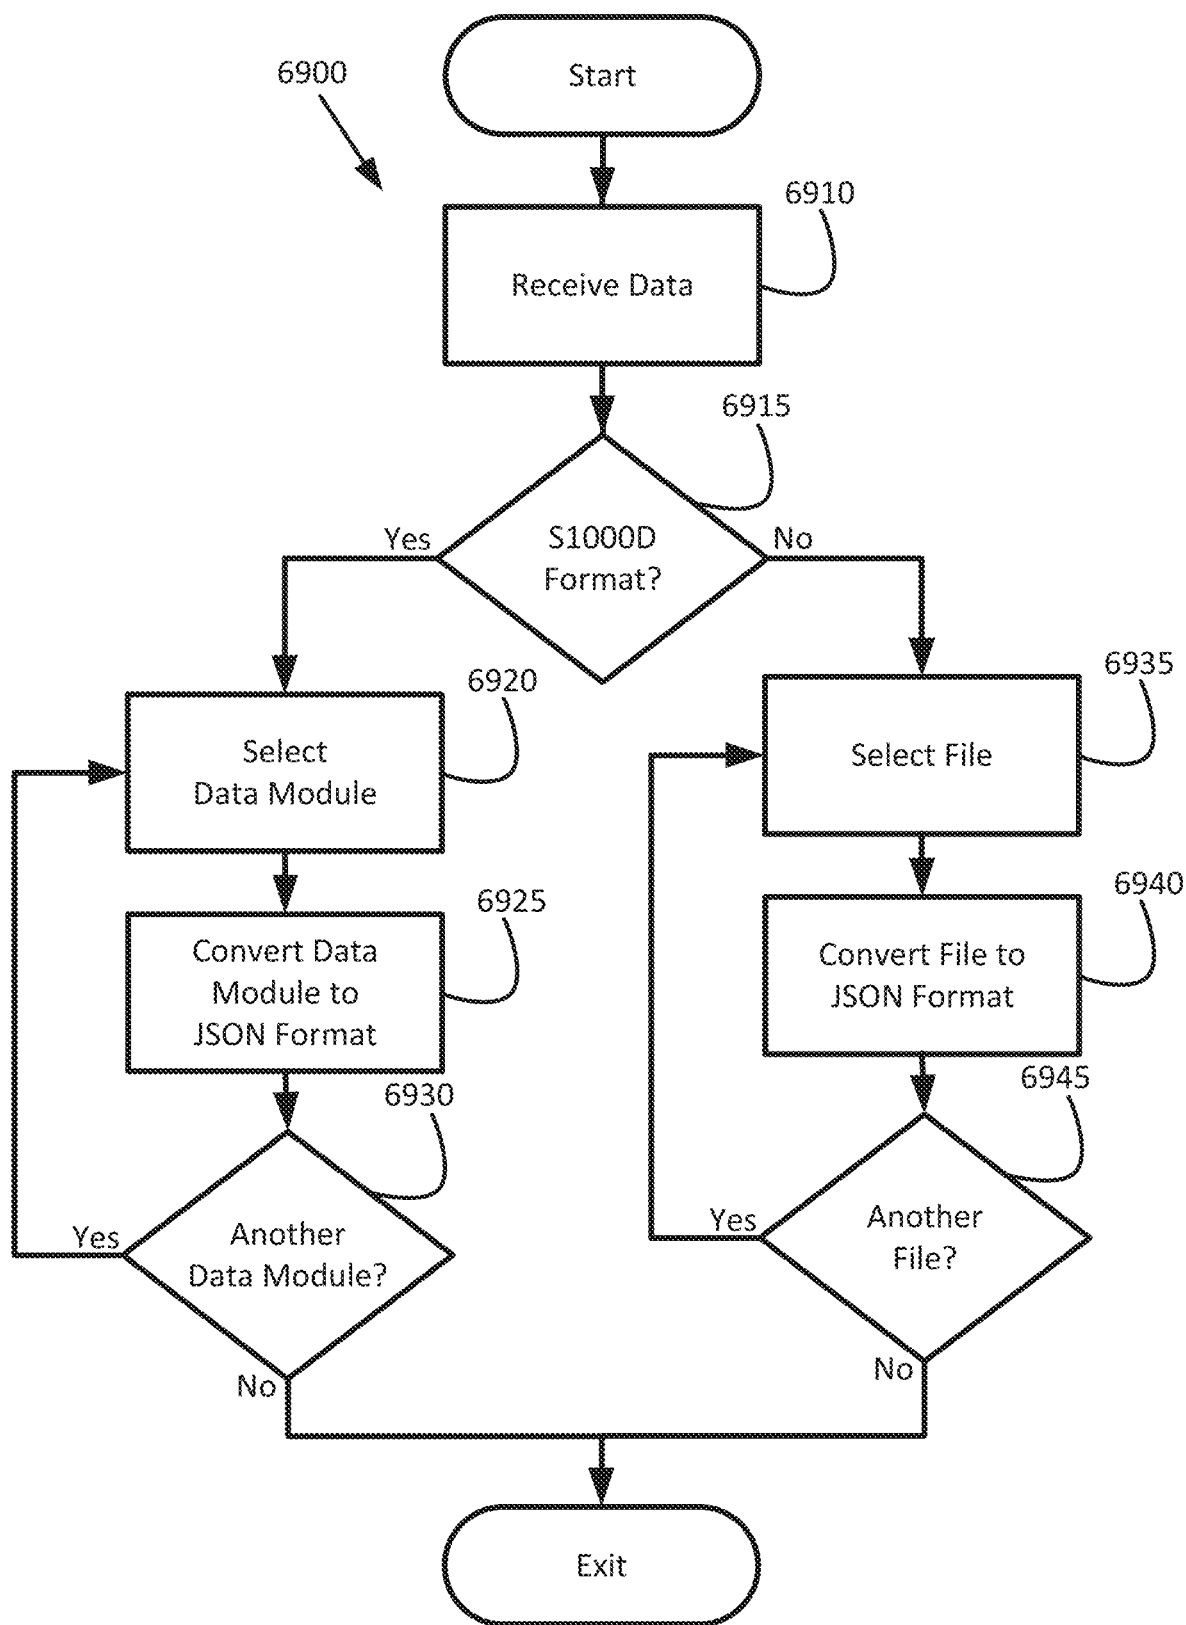 Start
6900
6910
Receive Data
6915
Yes
No
S1000D
Format?
6920
6935
Select
Data Module
Select File
6925
6940
Convert Data
Module to
JSON Format
Convert File to
JSON Format
6930
6945
Yes
Another
Data Module?
Yes
Another
File?
No
No
Exit